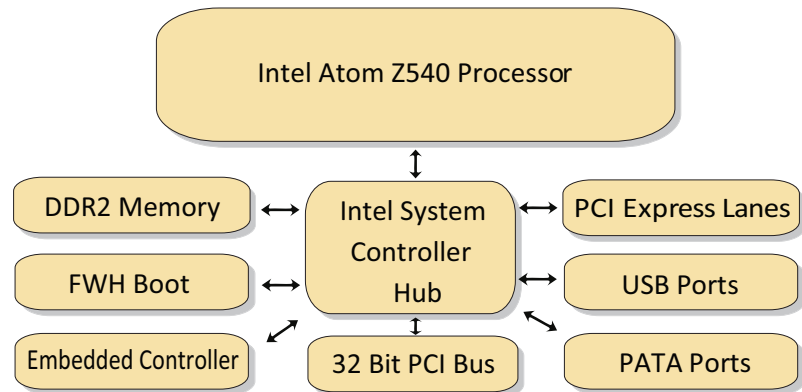 Intel Atom Z540 Processor
DDR2 Memory
Intel System
Controller
Hub
PCI Express Lanes
FWH Boot
USB Ports
Embedded Controller
32 Bit PCI Bus
PATA Ports